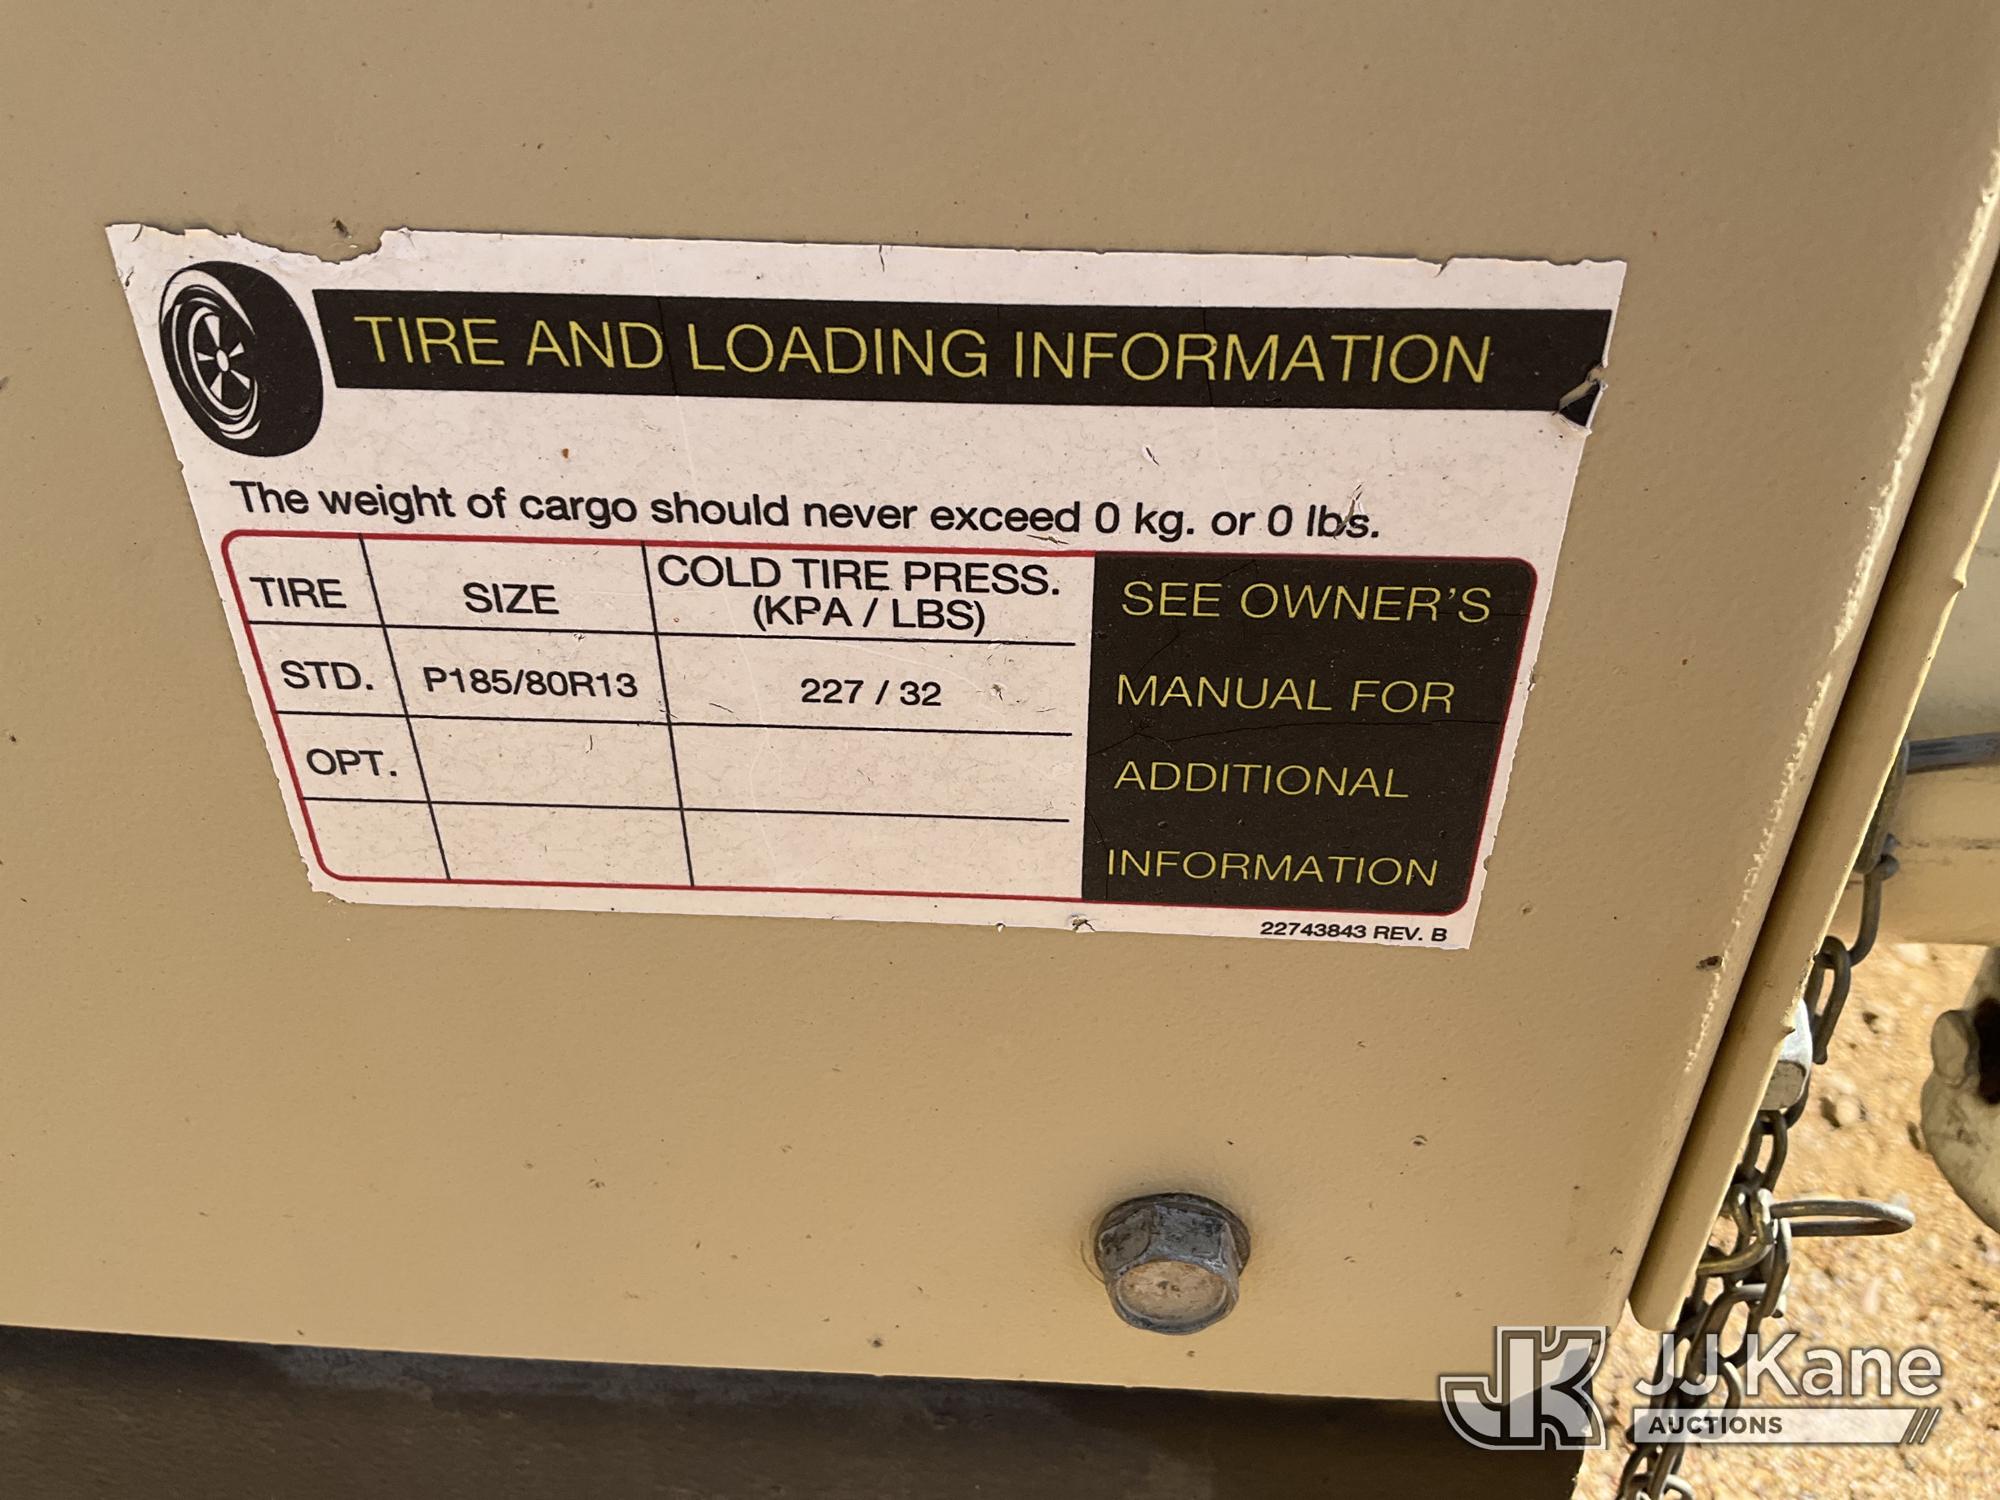 TIRE AND LOADING INFORMATION
The weight of cargo should never exceed 0 kg. or 0 lbs.
TIRE SIZE COLD TIRE PRESS. (KPA / LBS)
STD. P185/80R13 227 / 32
OPT.
SEE OWNER'S
MANUAL FOR
ADDITIONAL
INFORMATION
22743843 REV. B
JK JJ Kane
AUCTIONS